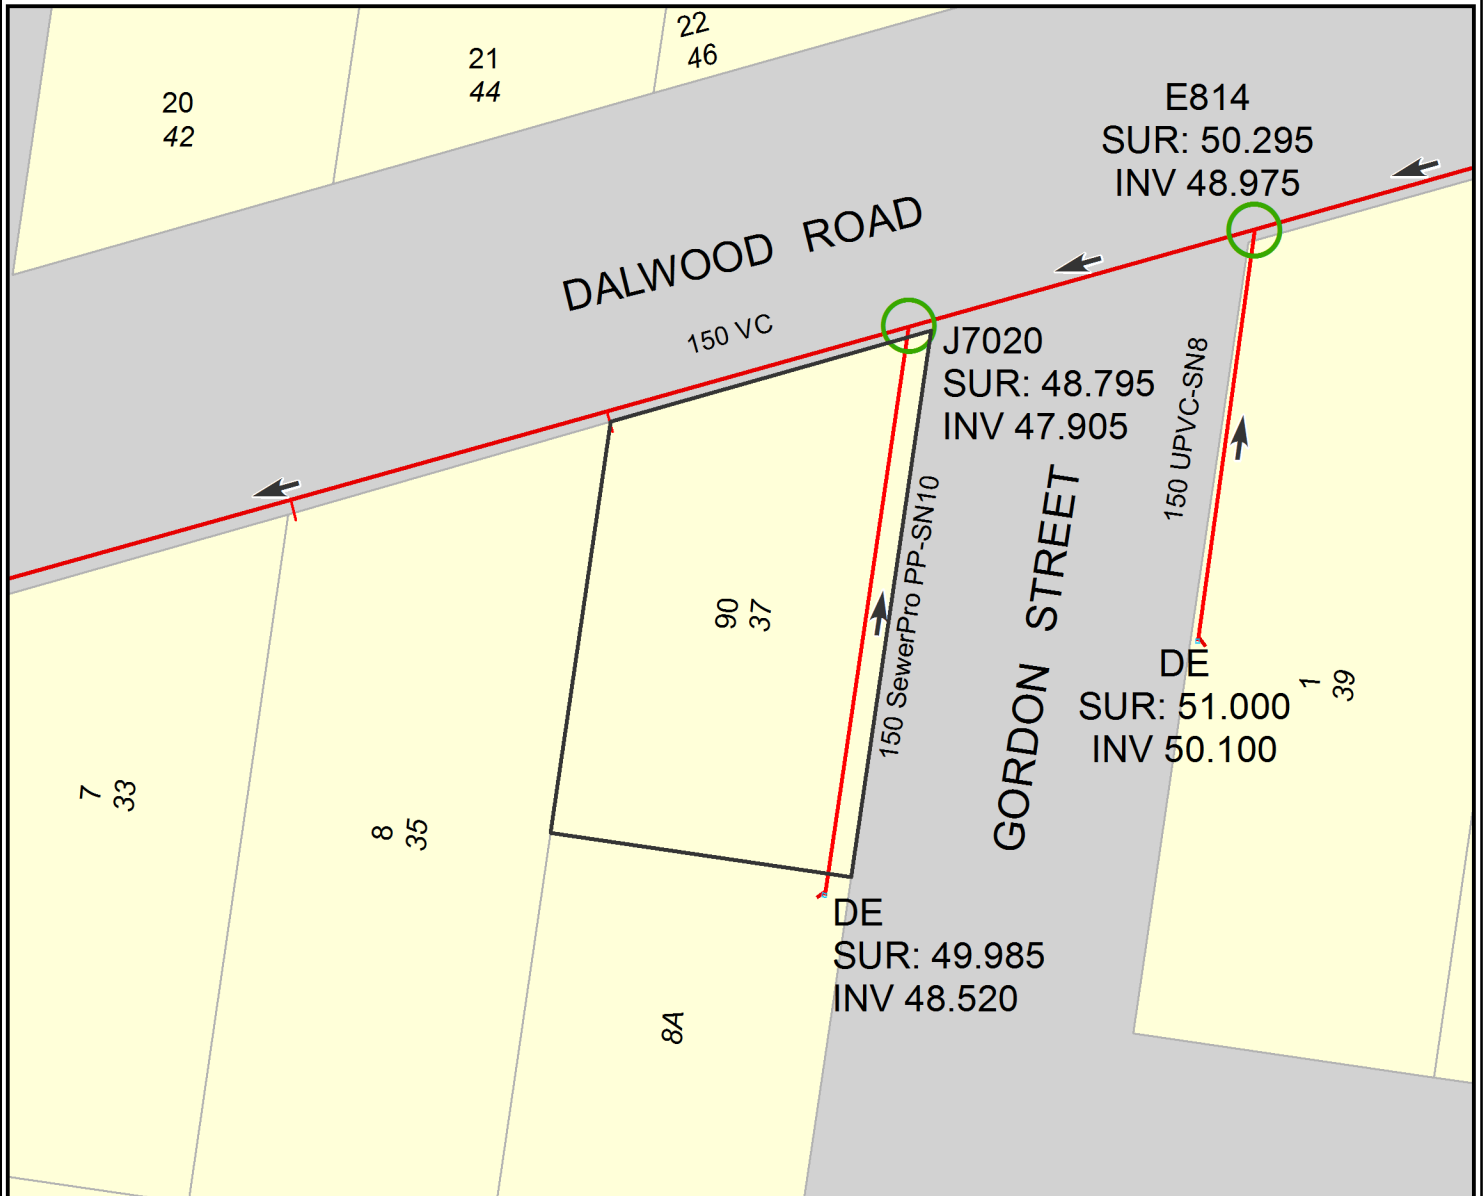 22
46
21
44
20
42
E814
SUR: 50.295
INV 48.975
DALWOOD ROAD
150 VC
J7020
SUR: 48.795
INV 47.905
150 UPVC-SN8
150 SewerPro PP-SN10
GORDON STREET
90
37
DE
SUR: 51.000
INV 50.100
1
39
7
33
8
35
DE
SUR: 49.985
INV 48.520
8A